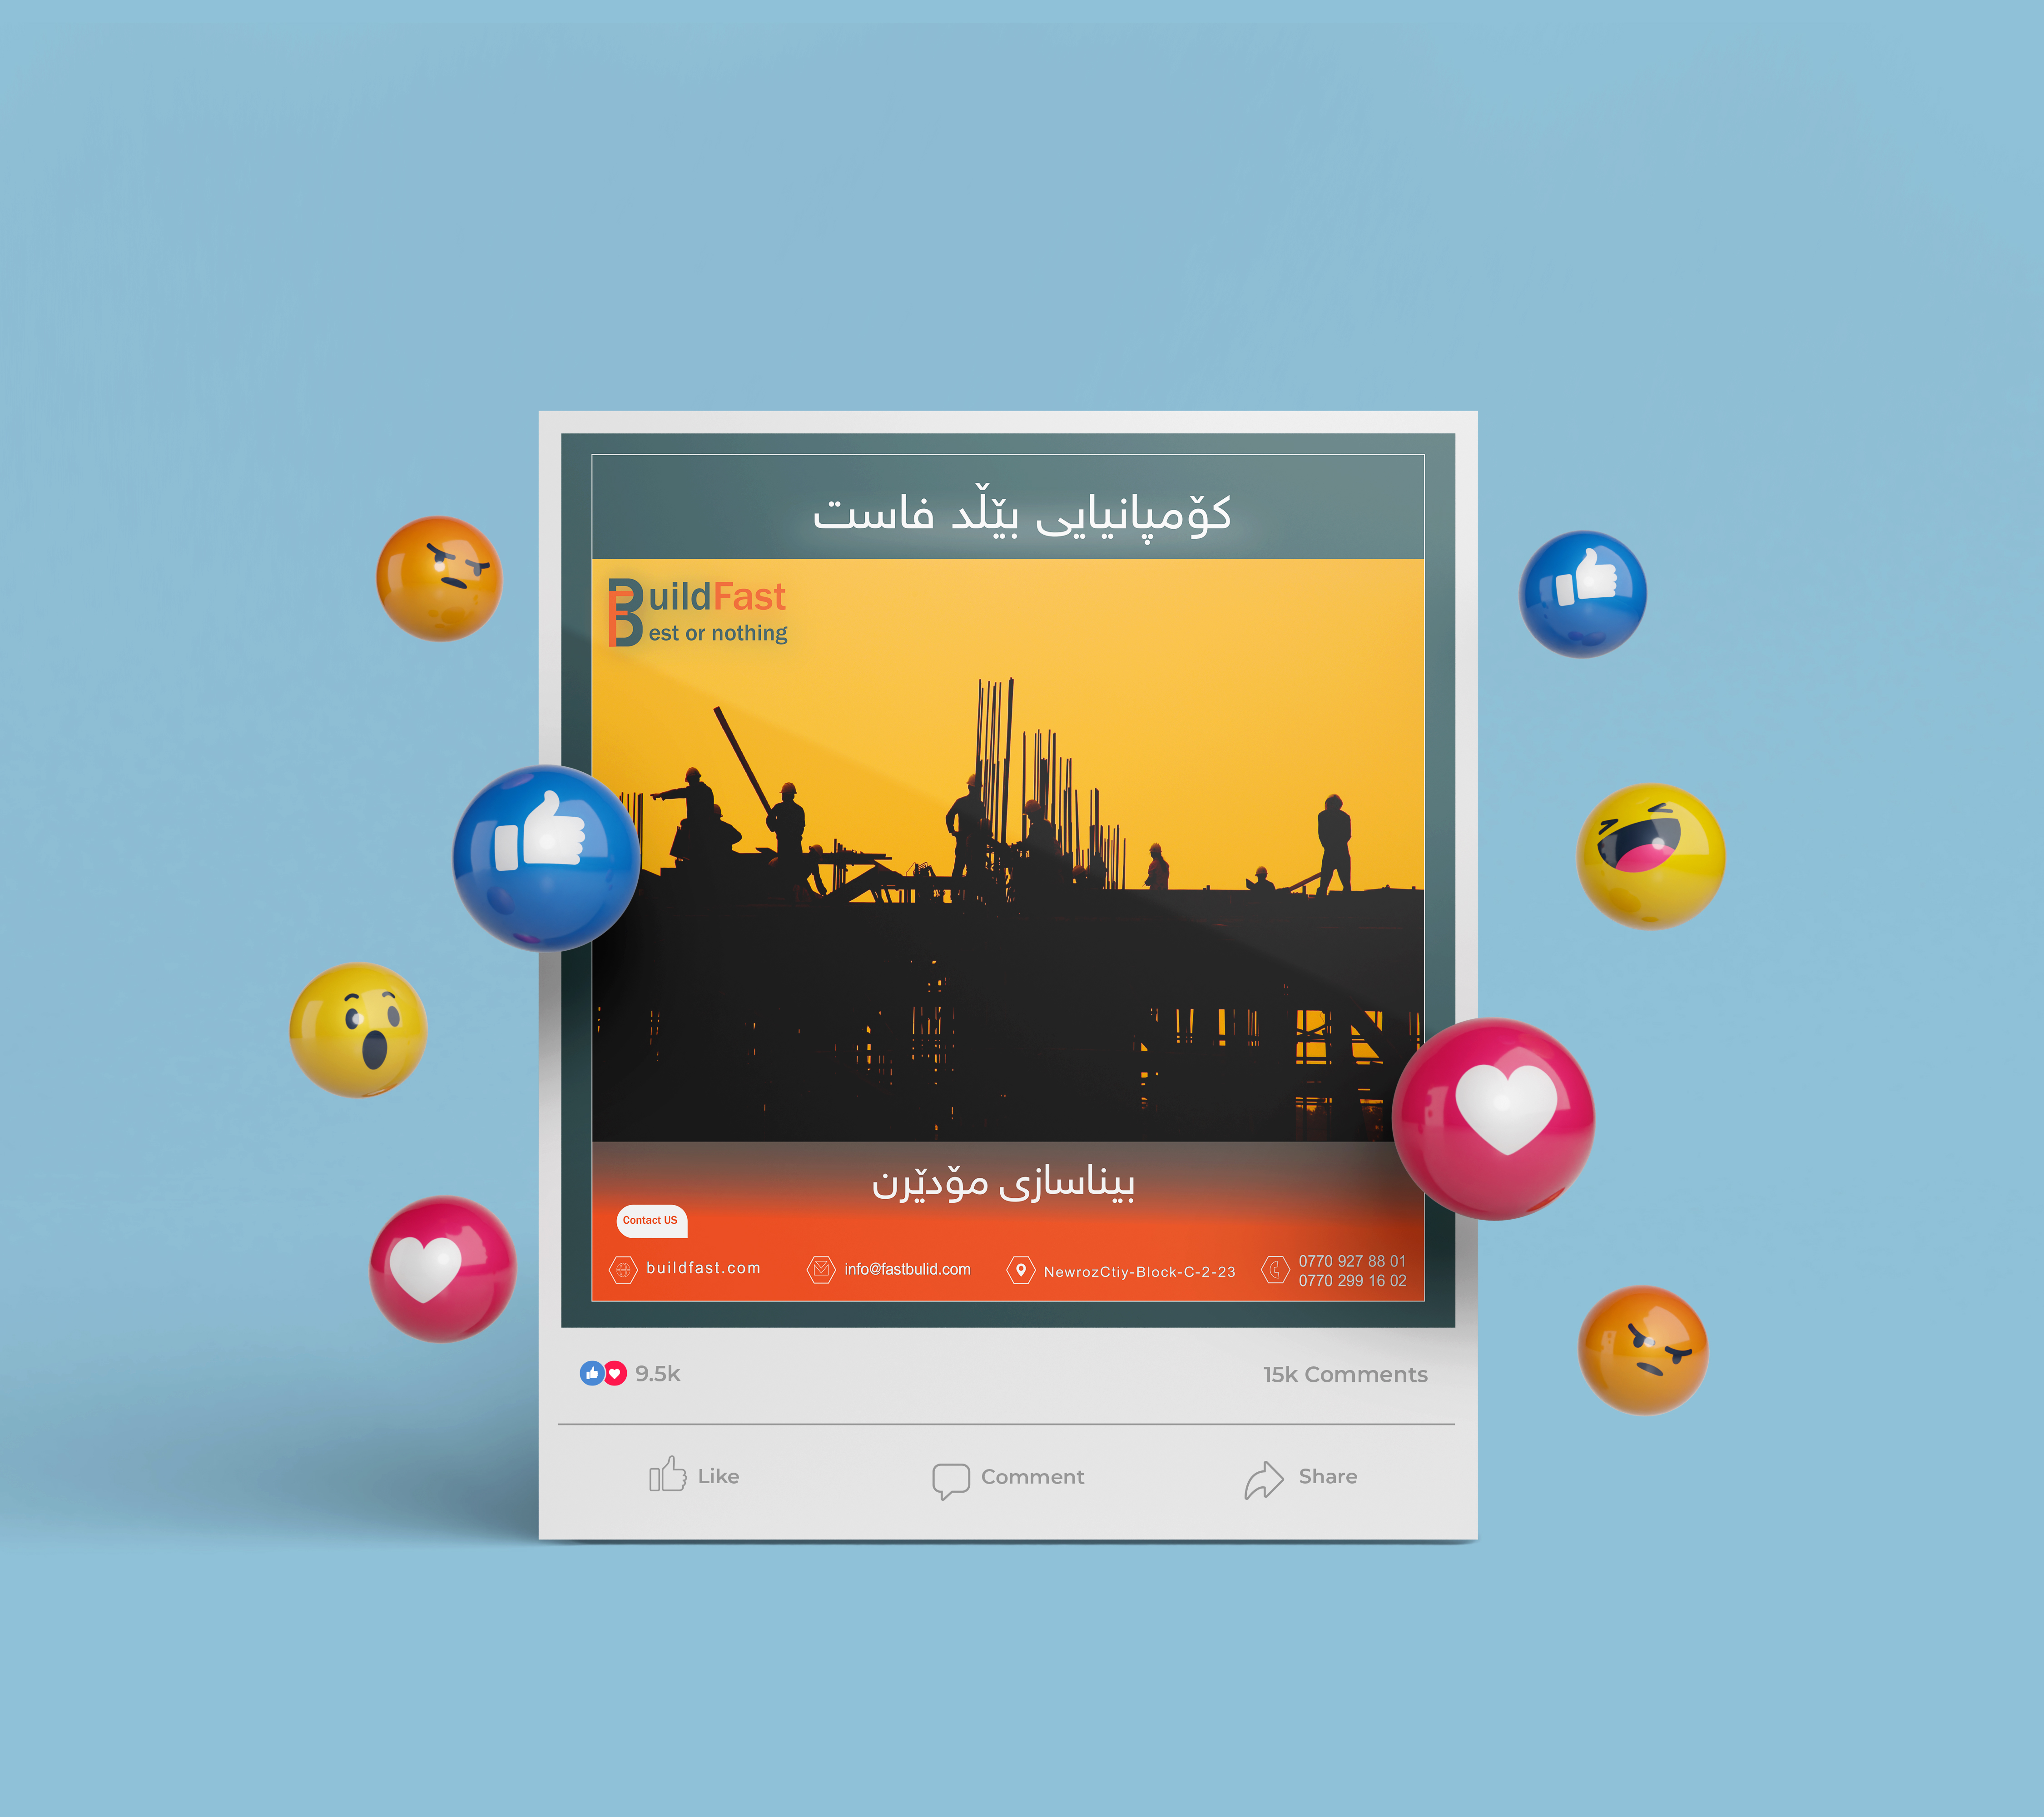 کۆمپانیایی بێڵد فاست
BuildFast
Best or nothing
بیناسازی مۆدێرن
Contact US
buildfast.com
info@fastbulid.com
NewrozCtiy-Block-C-2-23
0770 927 88 01
0770 299 16 02
9.5k
15k Comments
Like
Comment
Share